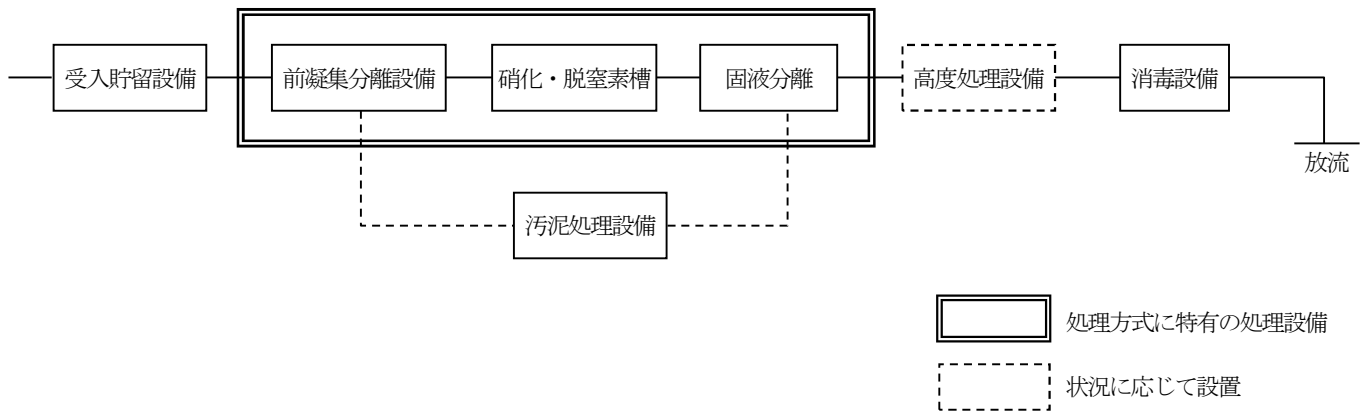 受入貯留設備
前凝集分離設備
硝化・脱窒素槽
固液分離
高度処理設備
消毒設備
放流
汚泥処理設備
処理方式に特有の処理設備
状況に応じて設置